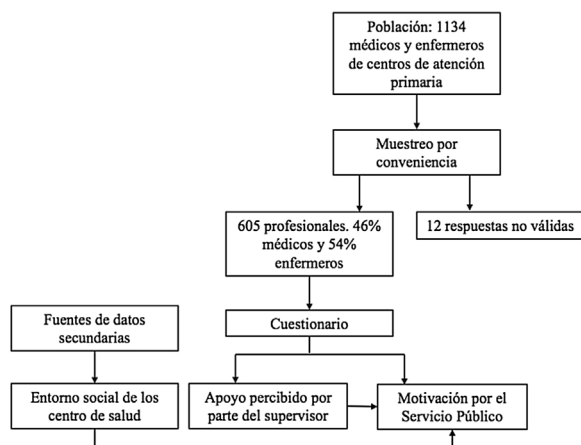 Población: 1134
médicos y enfermeros
de centros de atención
primaria
Muestreo por
conveniencia
605 profesionales. 46%
médicos y 54%
enfermeros
12 respuestas no válidas
Fuentes de datos
secundarias
Cuestionario
Entorno social de los
centro de salud
Apoyo percibido por
parte del supervisor
Motivación por el
Servicio Público